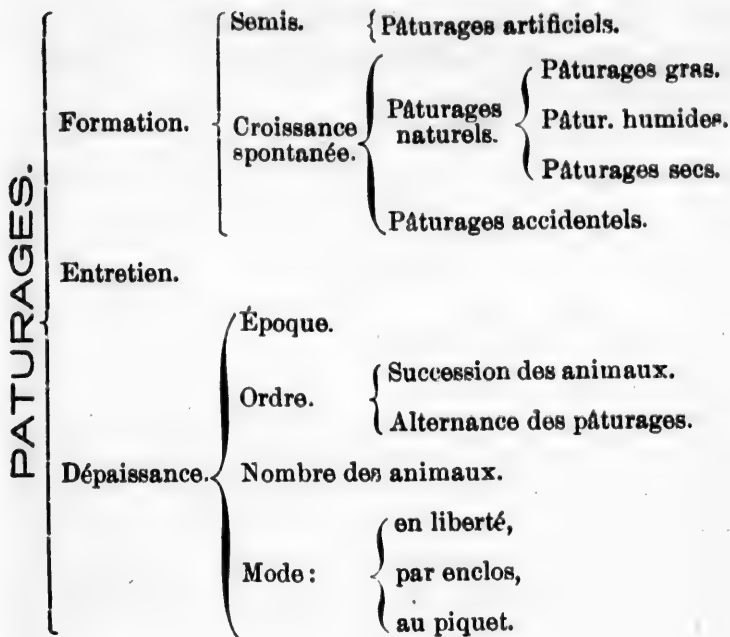 PATURAGES.
Formation.
Semis.
Pâturages artificiels.
Croissance
spontanée.
Pâturages
naturels.
Pâturages gras.
Pâtur. humides.
Pâturages secs.
Pâturages accidentels.
Entretien.
Dépaissance.
Époque.
Ordre.
Succession des animaux.
Alternance des pâturages.
Nombre des animaux.
Mode :
en liberté,
par enclos,
au piquet.